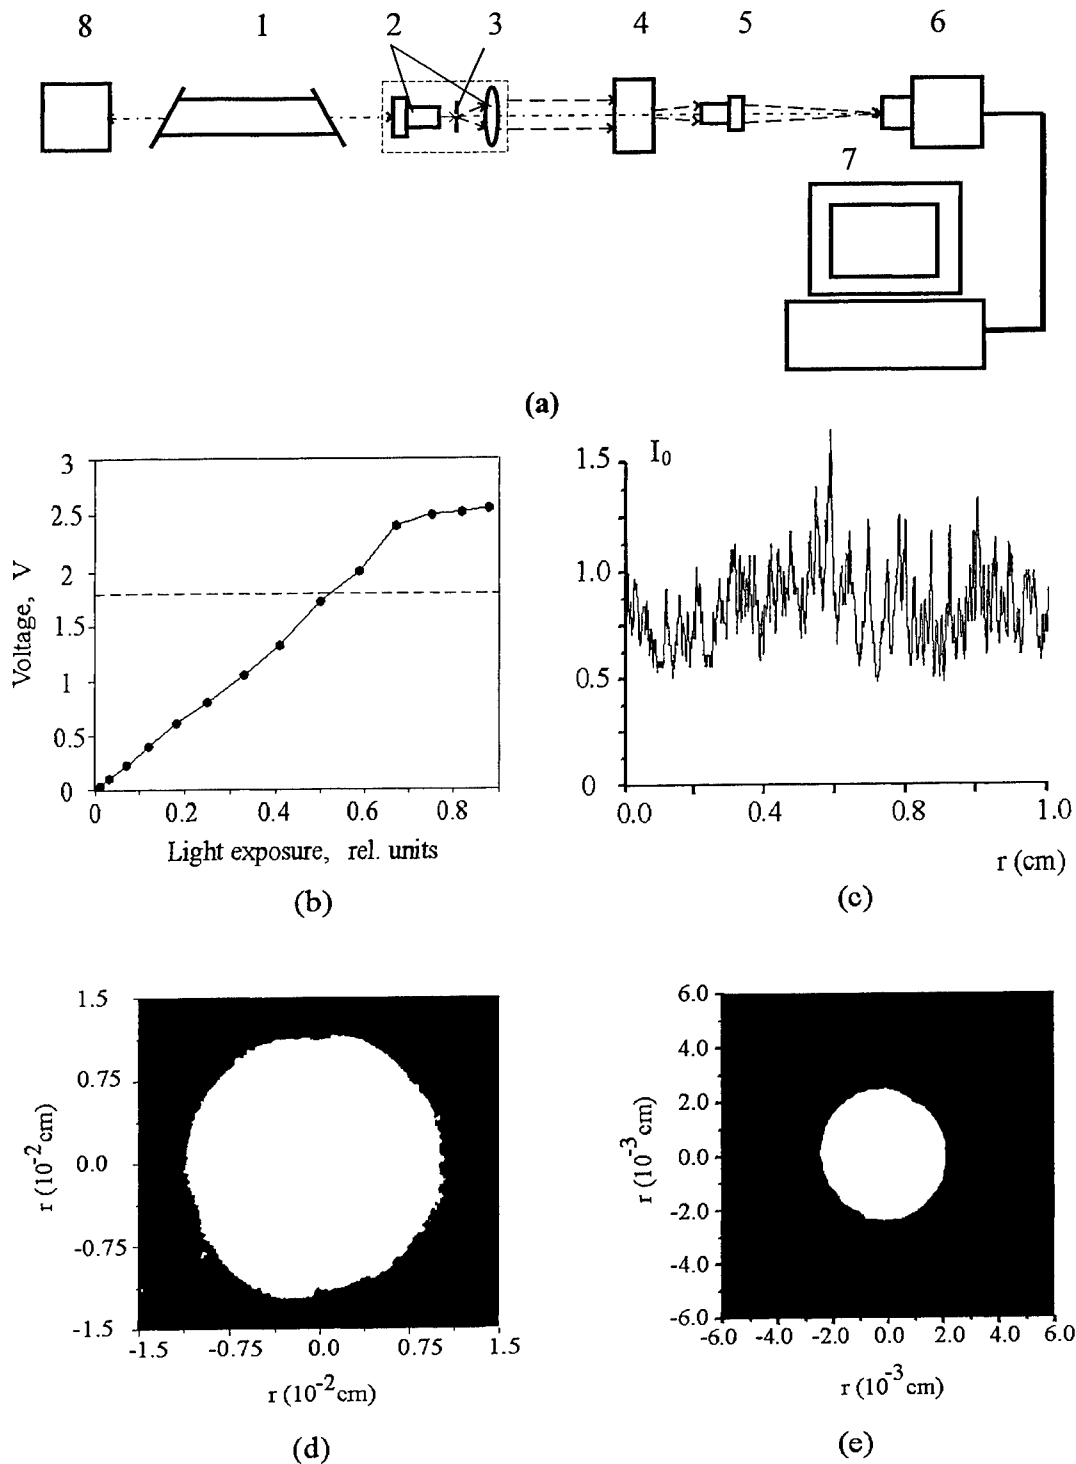 8 1 2 3 4 5 6
7
(a)
3
2.5
2
1.5
1
0.5
0
Voltage, V
0 0.2 0.4 0.6 0.8
Light exposure, rel. units
(b)
I0
1.5
1.0
0.5
0
0.0 0.4 0.8 1.0
r (cm)
(c)
1.5
0.75
0.0
-0.75
-1.5
r (10-2cm)
-1.5 -0.75 0.0 0.75 1.5
r (10-2cm)
(d)
6.0
4.0
2.0
0.0
-2.0
-4.0
-6.0
r (10-3cm)
-6.0 -4.0 -2.0 0.0 2.0 4.0 6.0
r (10-3cm)
(e)